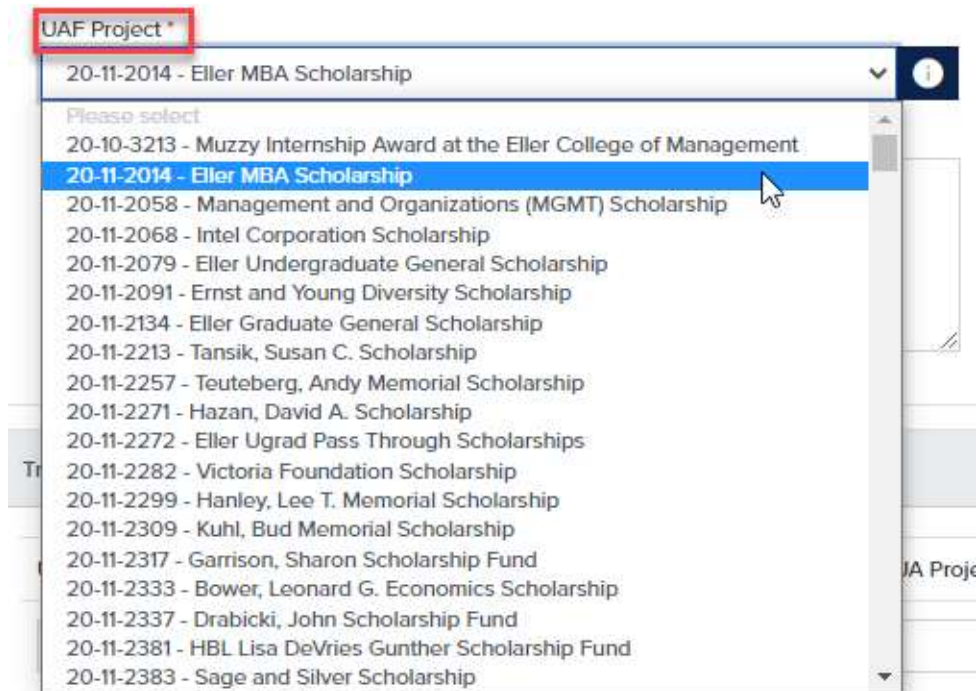 UAF Project *
20-11-2014 - Eller MBA Scholarship
Please select
20-10-3213 - Muzzy Internship Award at the Eller College of Management
20-11-2014 - Eller MBA Scholarship
20-11-2058 - Management and Organizations (MGMT) Scholarship
20-11-2068 - Intel Corporation Scholarship
20-11-2079 - Eller Undergraduate General Scholarship
20-11-2091 - Ernst and Young Diversity Scholarship
20-11-2134 - Eller Graduate General Scholarship
20-11-2213 - Tansik, Susan C. Scholarship
20-11-2257 - Teuteberg, Andy Memorial Scholarship
20-11-2271 - Hazan, David A. Scholarship
20-11-2272 - Eller Ugrad Pass Through Scholarships
20-11-2282 - Victoria Foundation Scholarship
20-11-2299 - Hanley, Lee T. Memorial Scholarship
20-11-2309 - Kuhl, Bud Memorial Scholarship
20-11-2317 - Garrison, Sharon Scholarship Fund
20-11-2333 - Bower, Leonard G. Economics Scholarship
20-11-2337 - Drabicki, John Scholarship Fund
20-11-2381 - HBL Lisa DeVries Gunther Scholarship Fund
20-11-2383 - Sage and Silver Scholarship